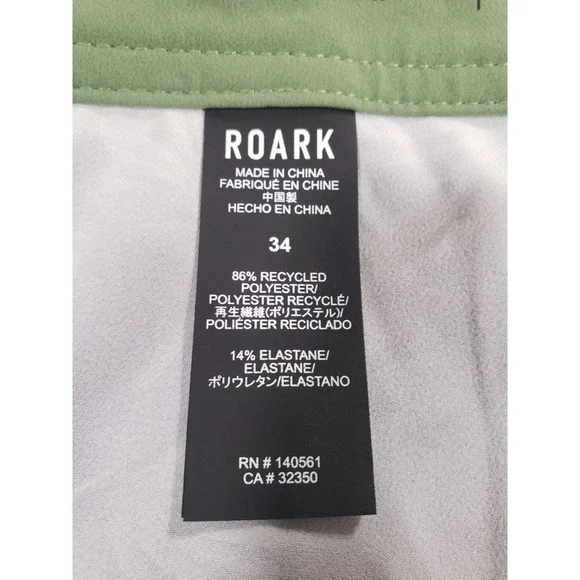 ROARK
MADE IN CHINA
FABRIQUÉ EN CHINE
中国製
HECHO EN CHINA
34
86% RECYCLED
POLYESTER/
POLYESTER RECYCLÉ/
再生繊維(ポリエステル)/
POLIÉSTER RECICLADO
14% ELASTANE/
ELASTANE/
ポリウレタン/ELASTANO
RN # 140561
CA # 32350